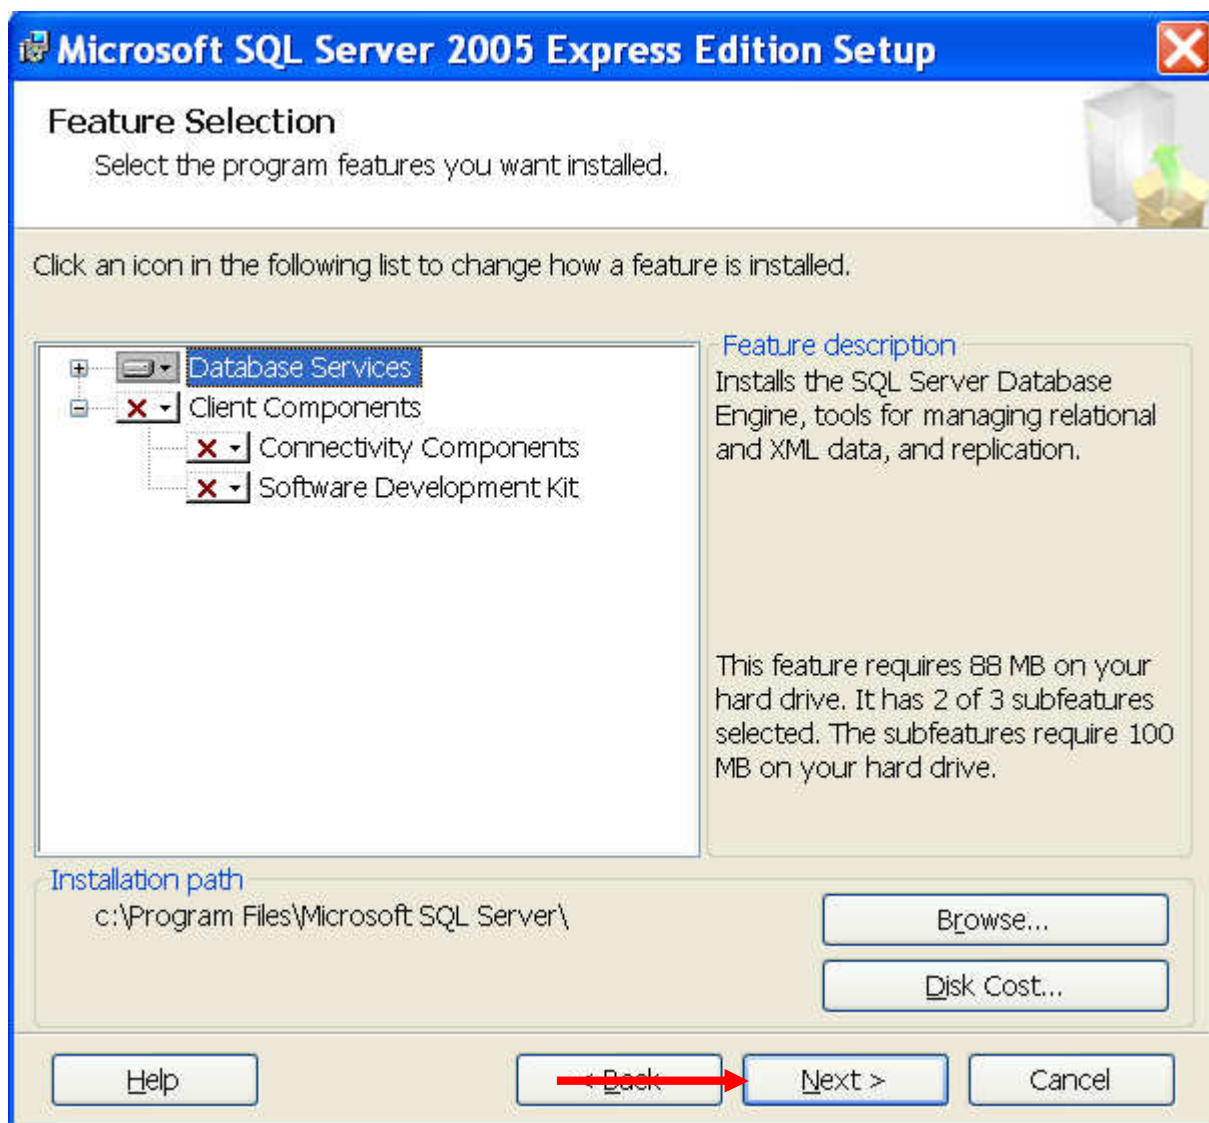 Microsoft SQL Server 2005 Express Edition Setup
Feature Selection
Select the program features you want installed.
Click an icon in the following list to change how a feature is installed.
Database Services
Client Components
Connectivity Components
Software Development Kit
Feature description
Installs the SQL Server Database
Engine, tools for managing relational
and XML data, and replication.
This feature requires 88 MB on your
hard drive. It has 2 of 3 subfeatures
selected. The subfeatures require 100
MB on your hard drive.
Installation path
c:\Program Files\Microsoft SQL Server\
Browse...
Disk Cost...
Help
< Back
Next >
Cancel